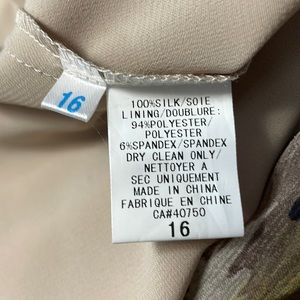 16
100%SILK/SOIE
LINING/DOUBLURE:
94%POLYESTER/
POLYESTER
6%SPANDEX/SPANDEX
DRY CLEAN ONLY/
NETTOYER A
SEC UNIQUEMENT
MADE IN CHINA
FABRIQUE EN CHINE
CA#40750
16